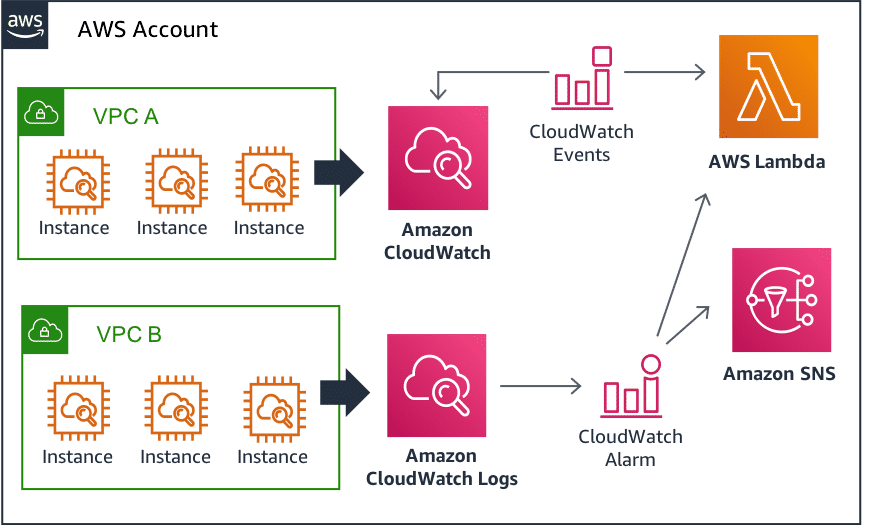 aws
AWS Account
VPC A
Instance
Instance
Instance
Amazon
CloudWatch
CloudWatch
Events
AWS Lambda
VPC B
Instance
Instance
Instance
Amazon
CloudWatch Logs
CloudWatch
Alarm
Amazon SNS